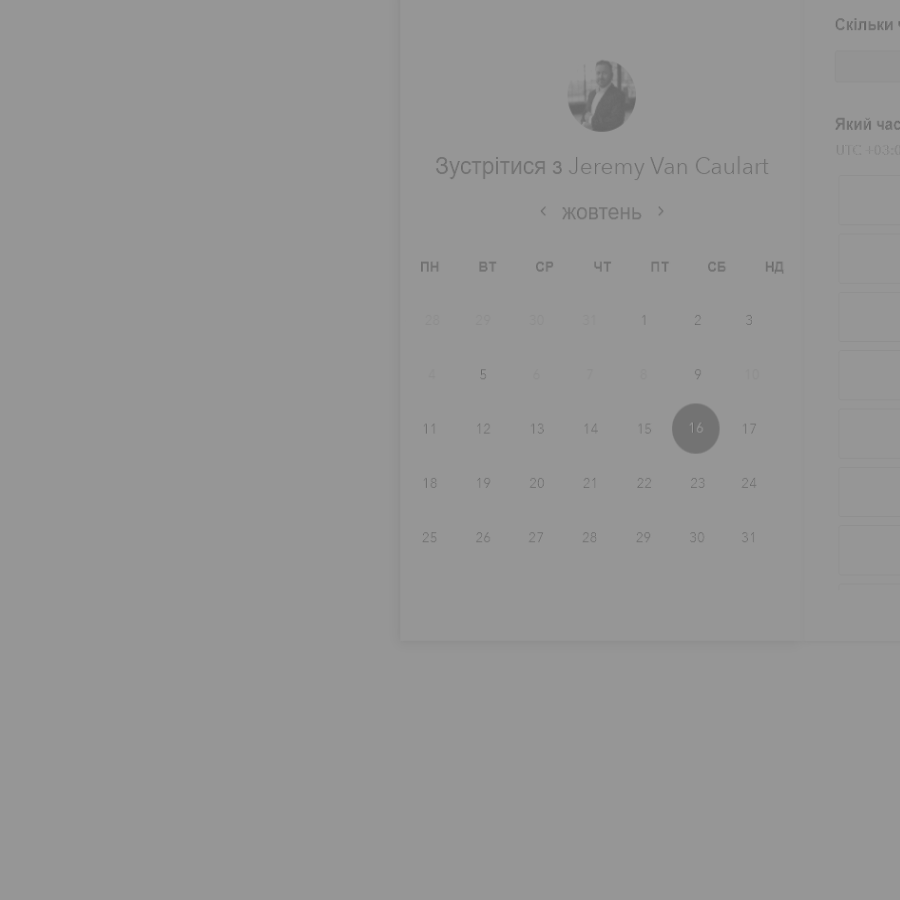 Зустрітися з Jeremy Van Caulart
‹ жовтень ›
ПН ВТ СР ЧТ ПТ СБ НД
28 29 30 31 1 2 3
4 5 6 7 8 9 10
11 12 13 14 15 16 17
18 19 20 21 22 23 24
25 26 27 28 29 30 31
Скільки
Який час
UTC +03:0